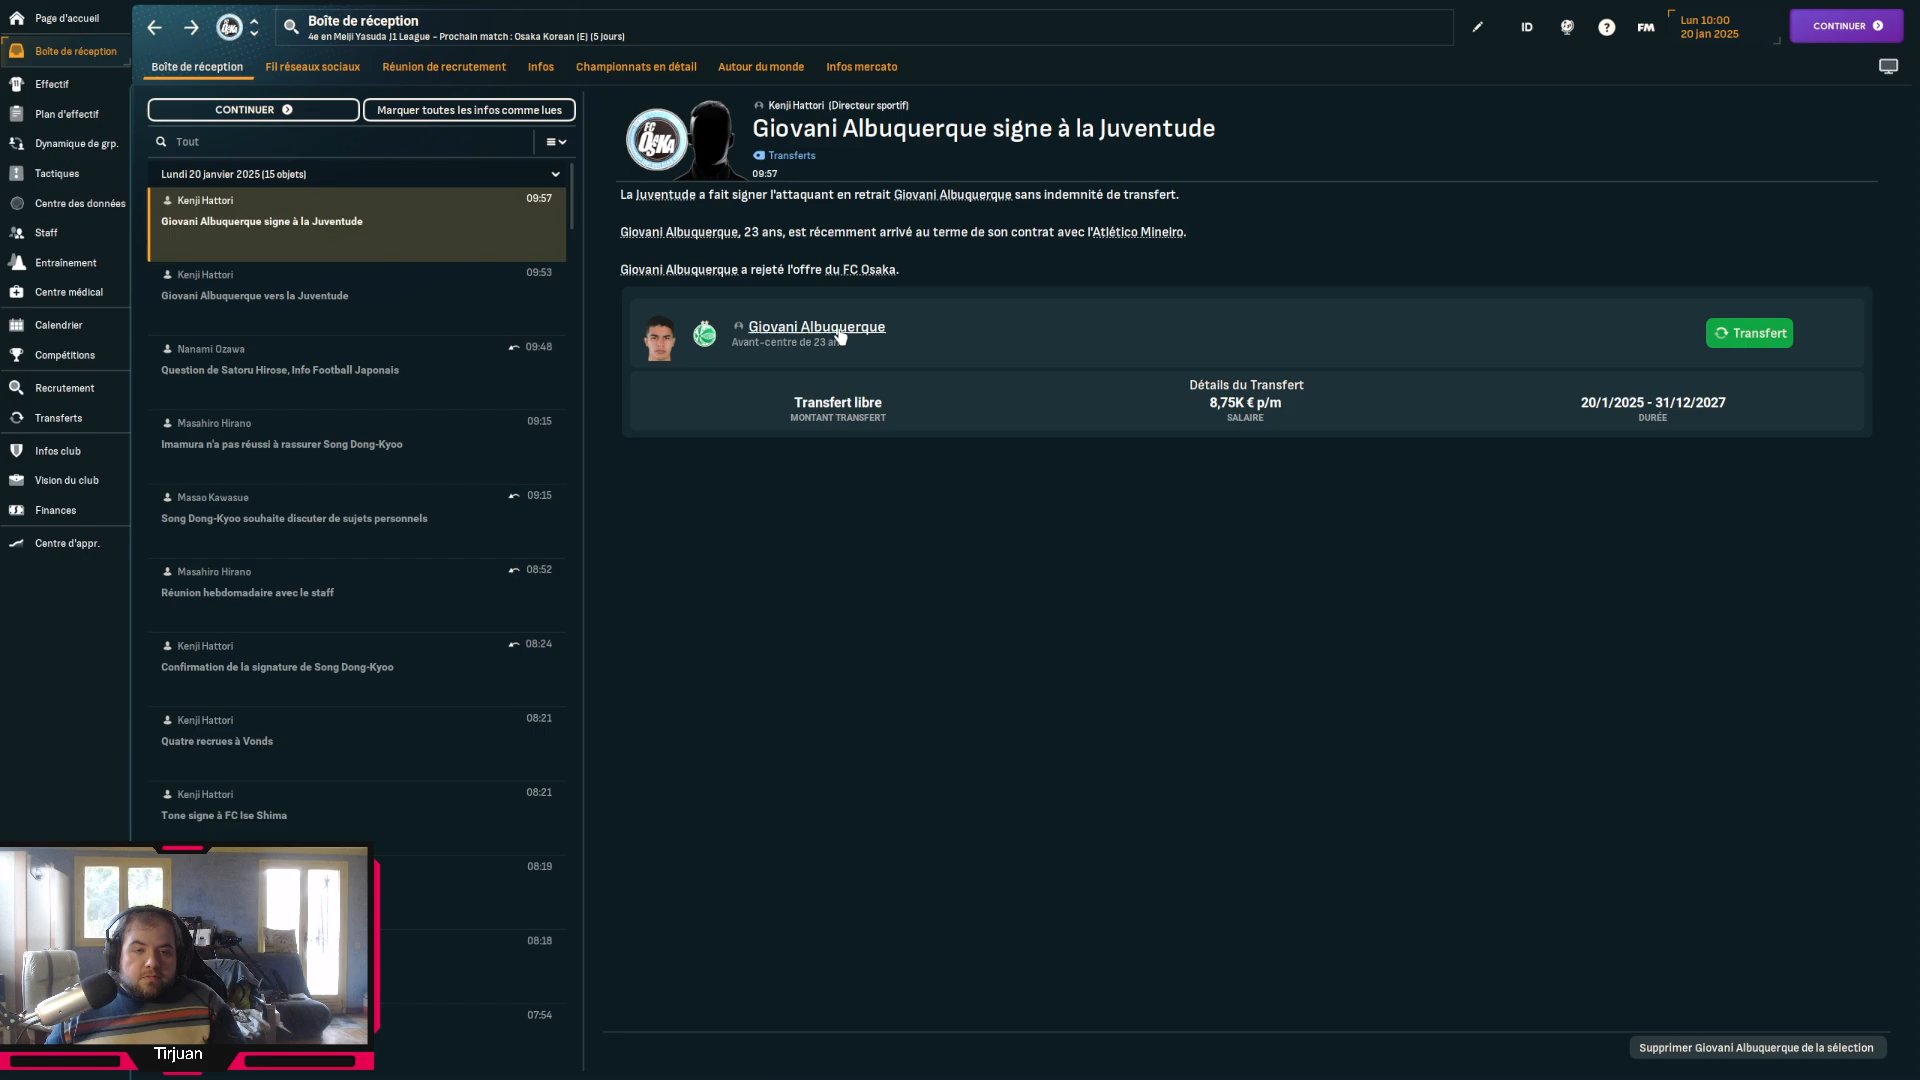 Page d'accueil
Boîte de réception
Effectif
Plan d'effectif
Dynamique de grp.
Tactiques
Centre des données
Staff
Entraînement
Centre médical
Calendrier
Compétitions
Recrutement
Transferts
Infos club
Vision du club
Finances
Centre d'appr.
Boîte de réception
4e en Meiji Yasuda J1 League - Prochain match : Osaka Korean (E) (5 jours)
ID
FM
Lun 10:00
20 jan 2025
CONTINUER
Boîte de réception
Fil réseaux sociaux
Réunion de recrutement
Infos
Championnats en détail
Autour du monde
Infos mercato
CONTINUER
Marquer toutes les infos comme lues
Tout
Lundi 20 janvier 2025 (15 objets)
Kenji Hattori 09:57
Giovani Albuquerque signe à la Juventude
Kenji Hattori 09:53
Giovani Albuquerque vers la Juventude
Nanami Ozawa 09:48
Question de Satoru Hirose, Info Football Japonais
Masahiro Hirano 09:15
Imamura n'a pas réussi à rassurer Song Dong-Kyoo
Masao Kawasue 09:15
Song Dong-Kyoo souhaite discuter de sujets personnels
Masahiro Hirano 08:52
Réunion hebdomadaire avec le staff
Kenji Hattori 08:24
Confirmation de la signature de Song Dong-Kyoo
Kenji Hattori 08:21
Quatre recrues à Vonds
Kenji Hattori 08:21
Tone signe à FC Ise Shima
08:19
08:18
07:54
FC
OSAKA
Kenji Hattori (Directeur sportif)
Giovani Albuquerque signe à la Juventude
Transferts
09:57
La Juventude a fait signer l'attaquant en retrait Giovani Albuquerque sans indemnité de transfert.
Giovani Albuquerque, 23 ans, est récemment arrivé au terme de son contrat avec l'Atlético Mineiro.
Giovani Albuquerque a rejeté l'offre du FC Osaka.
Giovani Albuquerque
Avant-centre de 23 an
Transfert
Détails du Transfert
Transfert libre
MONTANT TRANSFERT
8,75K € p/m
SALAIRE
20/1/2025 - 31/12/2027
DURÉE
Supprimer Giovani Albuquerque de la sélection
Tirjuan